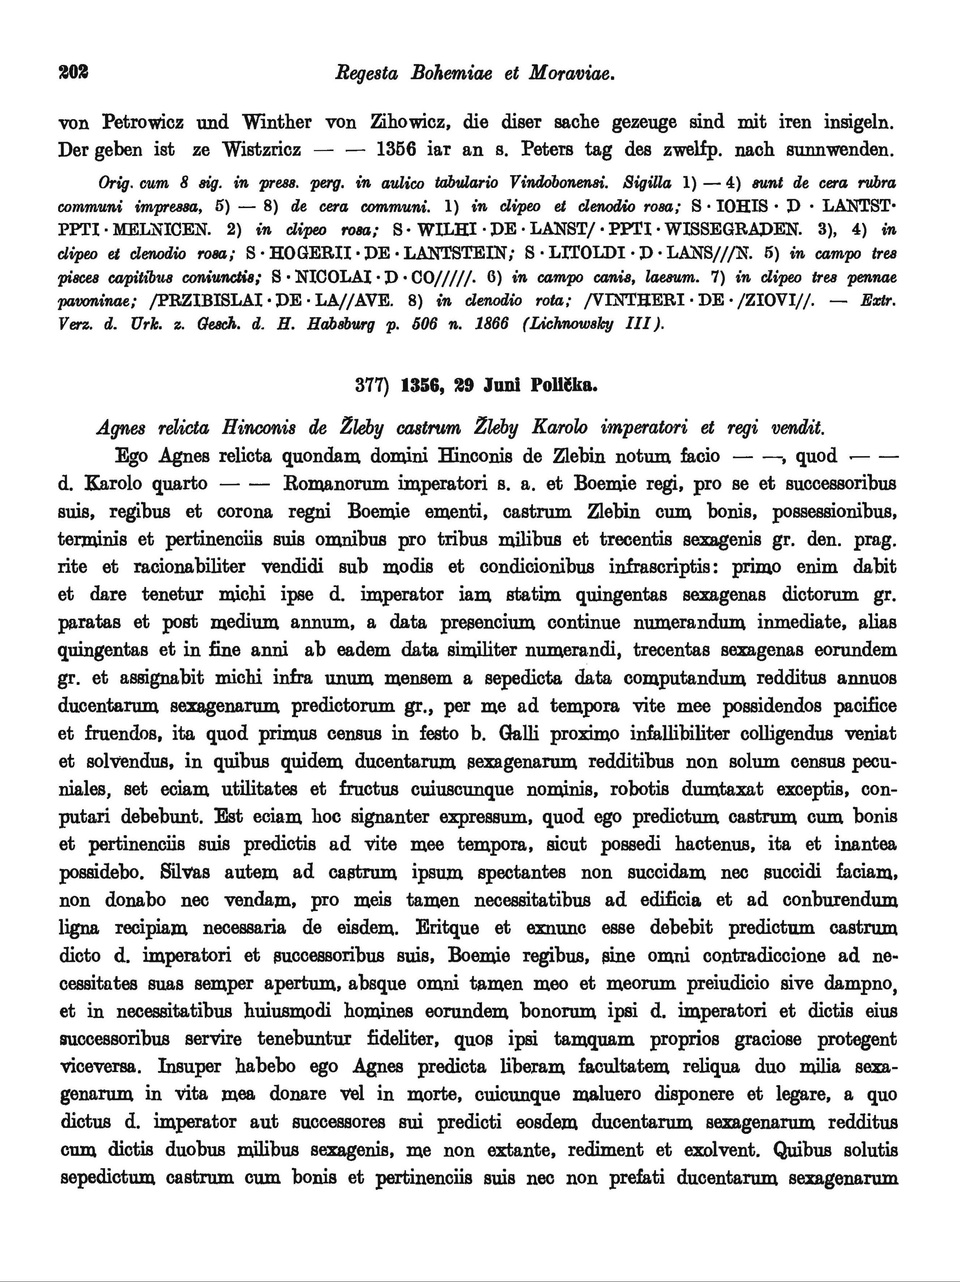 202 Regesta Bohemiae et Moraviae.
von Petrowicz und Winther von Zihowicz, die diser sache gezeuge sind mit iren insigeln.
Der geben ist ze Wistzricz — — 1356 iar an s. Peters tag des zwelfp. nach sunnwenden.
Orig. cum 8 sig. in press. perg. in aulico tabulario Vindobonensi. Sigilla 1) — 4) sunt de cera rubra
communi impressa, 5) — 8) de cera communi. 1) in clipeo et clenodio rosa; S · IOHIS · D · LANTST·
PPTI · MELNICEN. 2) in clipeo rosa; S · WILHI · DE · LANST/ · PPTI · WISSEGRADEN. 3), 4) in
clipeo et clenodio rosa; S · HOGERII · DE · LANTSTEIN; S · LITOLDI · D · LANS///N. 5) in campo tres
pisces capitibus coniunctis; S · NICOLAI · D · CO/////. 6) in campo canis, laesum. 7) in clipeo tres pennae
pavoninae; /PRZIBISLAI · DE · LA//AVE. 8) in clenodio rota; /VINTHERI · DE · /ZIOVI//. — Extr.
Verz. d. Urk. z. Gesch. d. H. Habsburg p. 506 n. 1866 (Lichnowsky III).
377) 1356, 29 Juni Polička.
Agnes relicta Hinconis de Žleby castrum Žleby Karolo imperatori et regi vendit.
Ego Agnes relicta quondam domini Hinconis de Zlebin notum facio — —, quod — —
d. Karolo quarto — — Romanorum imperatori s. a. et Boemie regi, pro se et successoribus
suis, regibus et corona regni Boemie ementi, castrum Zlebin cum bonis, possessionibus,
terminis et pertinenciis suis omnibus pro tribus milibus et trecentis sexagenis gr. den. prag.
rite et racionabiliter vendidi sub modis et condicionibus infrascriptis: primo enim dabit
et dare tenetur michi ipse d. imperator iam statim quingentas sexagenas dictorum gr.
paratas et post medium annum, a data presencium continue numerandum inmediate, alias
quingentas et in fine anni ab eadem data similiter numerandi, trecentas sexagenas eorundem
gr. et assignabit michi infra unum mensem a sepedicta data computandum redditus annuos
ducentarum sexagenarum predictorum gr., per me ad tempora vite mee possidendos pacifice
et fruendos, ita quod primus census in festo b. Galli proximo infallibiliter colligendus veniat
et solvendus, in quibus quidem ducentarum sexagenarum redditibus non solum census pecu-
niales, set eciam utilitates et fructus cuiuscunque nominis, robotis dumtaxat exceptis, con-
putari debebunt. Est eciam hoc signanter expressum, quod ego predictum castrum cum bonis
et pertinenciis suis predictis ad vite mee tempora, sicut possedi hactenus, ita et inantea
possidebo. Silvas autem ad castrum ipsum spectantes non succidam nec succidi faciam,
non donabo nec vendam, pro meis tamen necessitatibus ad edificia et ad conburendum
ligna recipiam necessaria de eisdem. Eritque et exnunc esse debebit predictum castrum
dicto d. imperatori et successoribus suis, Boemie regibus, sine omni contradiccione ad ne-
cessitates suas semper apertum, absque omni tamen meo et meorum preiudicio sive dampno,
et in necessitatibus huiusmodi homines eorundem bonorum ipsi d. imperatori et dictis eius
successoribus servire tenebuntur fideliter, quos ipsi tamquam proprios graciose protegent
viceversa. Insuper habebo ego Agnes predicta liberam facultatem reliqua duo milia sexa-
genarum in vita mea donare vel in morte, cuicunque maluero disponere et legare, a quo
dictus d. imperator aut successores sui predicti eosdem ducentarum sexagenarum redditus
cum dictis duobus milibus sexagenis, me non extante, rediment et exolvent. Quibus solutis
sepedictum castrum cum bonis et pertinenciis suis nec non prefati ducentarum sexagenarum